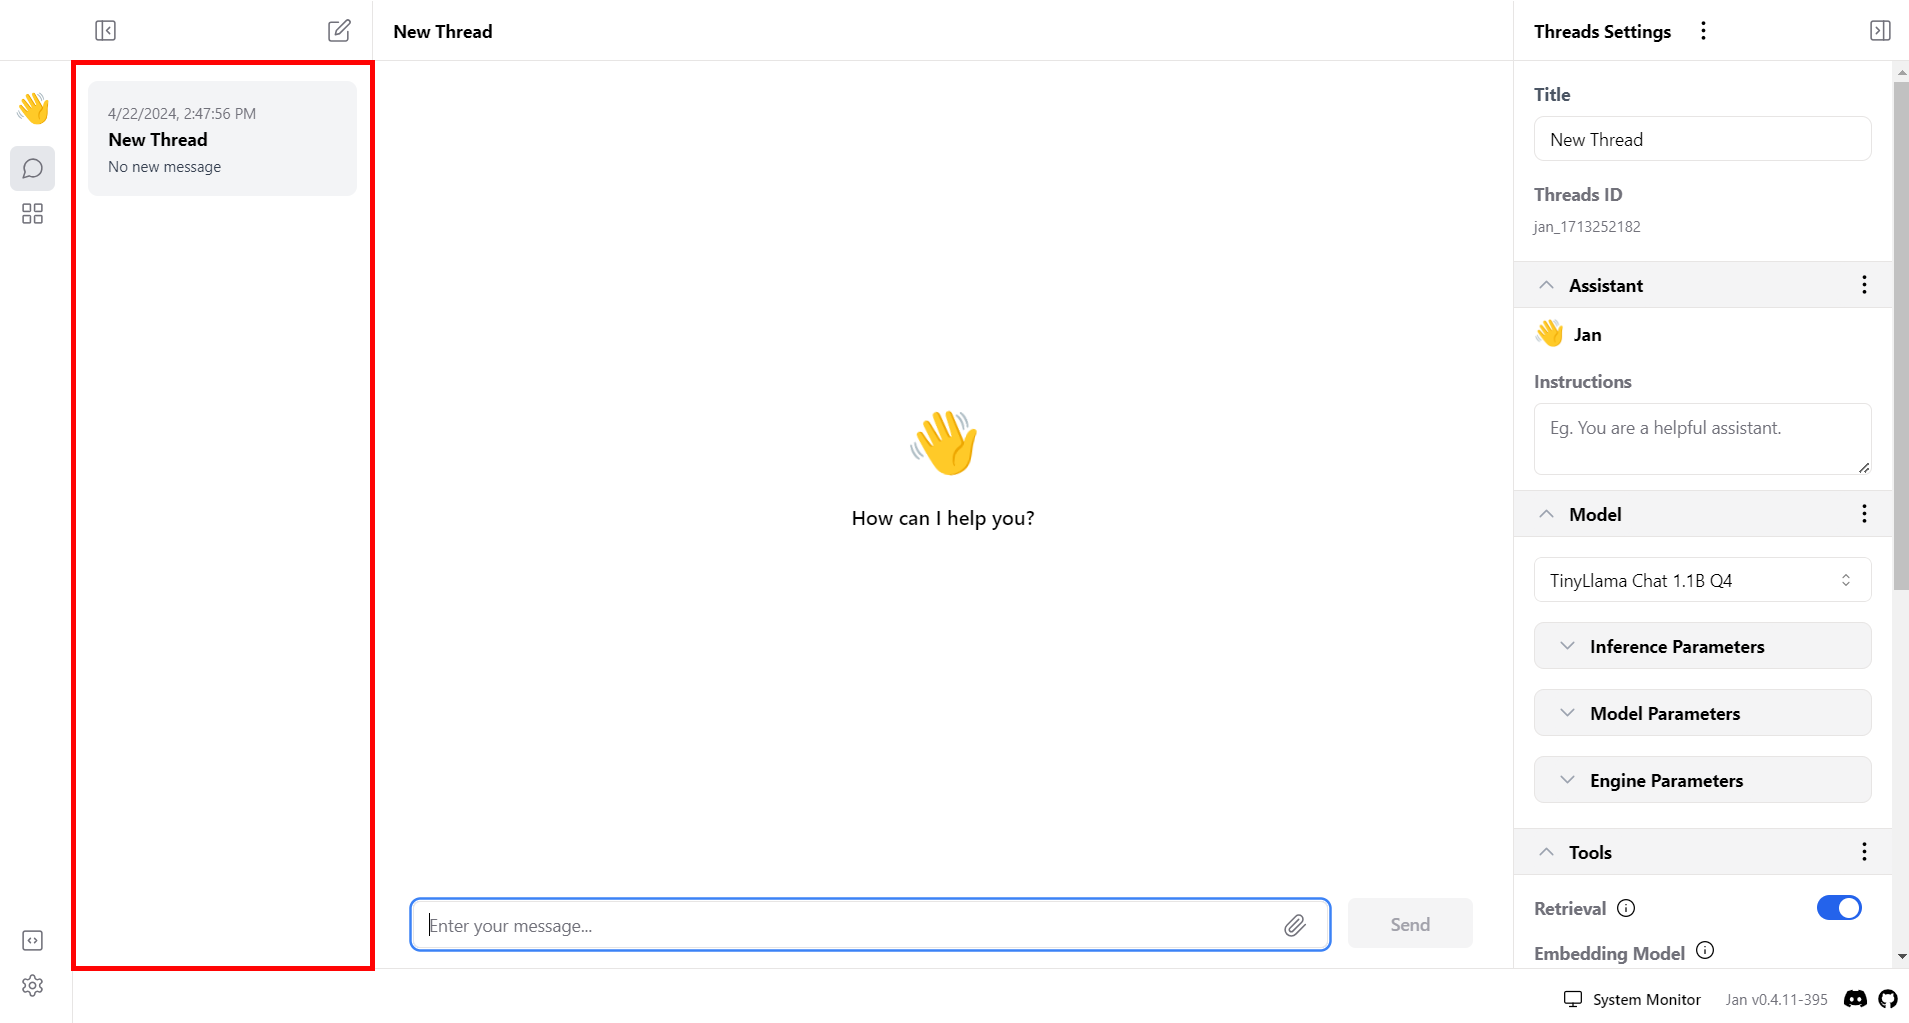 New Thread
4/22/2024, 2:47:56 PM
New Thread
No new message
How can I help you?
Enter your message...
Send
Threads Settings
Title
New Thread
Threads ID
jan_1713252182
Assistant
Jan
Instructions
Eg. You are a helpful assistant.
Model
TinyLlama Chat 1.1B Q4
Inference Parameters
Model Parameters
Engine Parameters
Tools
Retrieval
Embedding Model
System Monitor
Jan v0.4.11-395